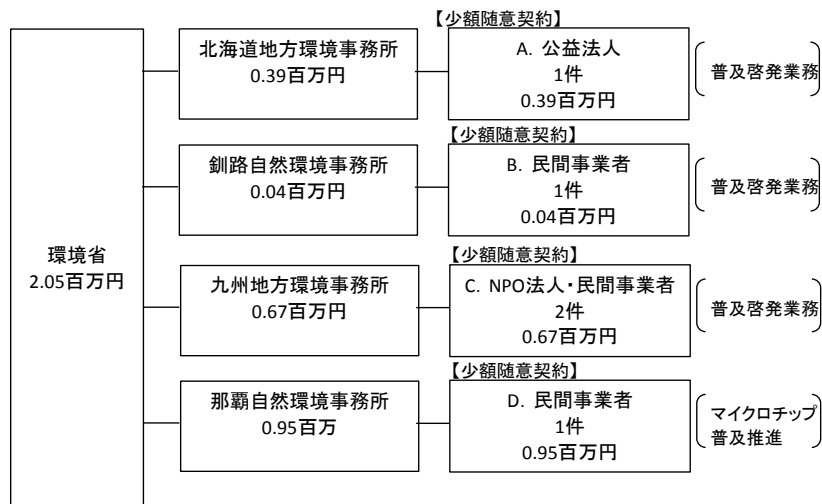 環境省
2.05百万円
北海道地方環境事務所
0.39百万円
【少額随意契約】
A. 公益法人
1件
0.39百万円
普及啓発業務
釧路自然環境事務所
0.04百万円
【少額随意契約】
B. 民間事業者
1件
0.04百万円
普及啓発業務
九州地方環境事務所
0.67百万円
【少額随意契約】
C. NPO法人・民間事業者
2件
0.67百万円
普及啓発業務
那覇自然環境事務所
0.95百万
【少額随意契約】
D. 民間事業者
1件
0.95百万円
マイクロチップ
普及推進